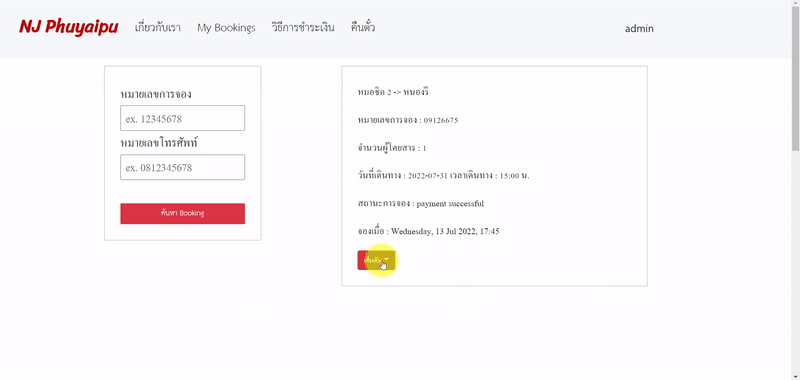 NJ Phuyaipu เกี่ยวกับเรา My Bookings วิธีการชำระเงิน คืนตั๋ว admin
หมายเลขการจอง
ex. 12345678
หมายเลขโทรศัพท์
ex. 0812345678
ค้นหา Booking
หมอชิต 2 -> หนองรี
หมายเลขการจอง : 09126675
จำนวนผู้โดยสาร : 1
วันที่เดินทาง : 2022-07-31 เวลาเดินทาง : 15:00 น.
สถานะการจอง : payment successful
จองเมื่อ : Wednesday, 13 Jul 2022, 17:45